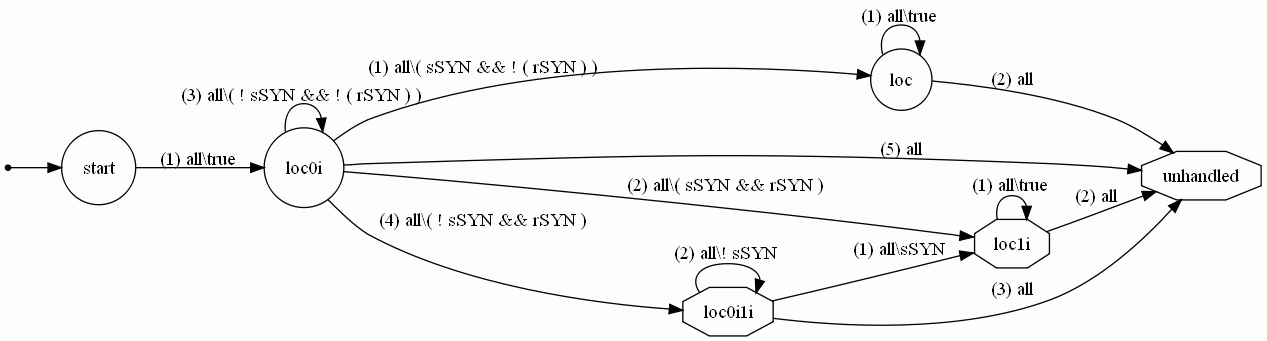 (1) all\true
loc
(1) all\( sSYN && ! ( rSYN ) )
(2) all
(3) all\( ! sSYN && ! ( rSYN ) )
(5) all
start
(1) all\true
loc0i
unhandled
(2) all\( sSYN && rSYN )
(1) all\true
(2) all
(4) all\( ! sSYN && rSYN )
loc1i
(2) all\! sSYN
(1) all\sSYN
(3) all
loc0i1i